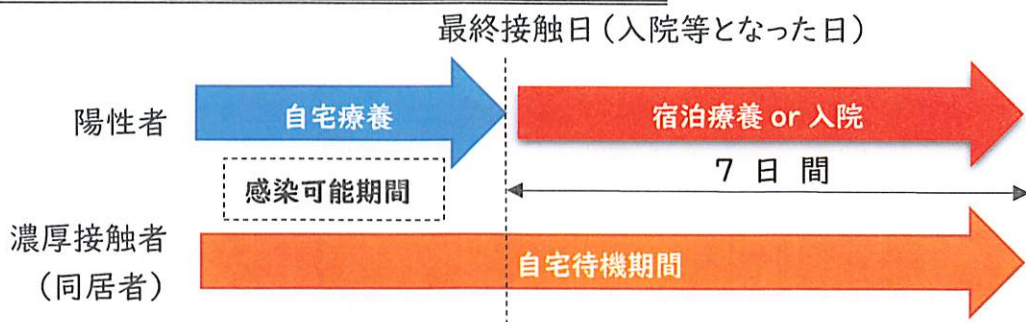 最終接触日（入院等となった日）
陽性者
自宅療養
宿泊療養 or 入院
感染可能期間
7 日 間
濃厚接触者
（同居者）
自宅待機期間